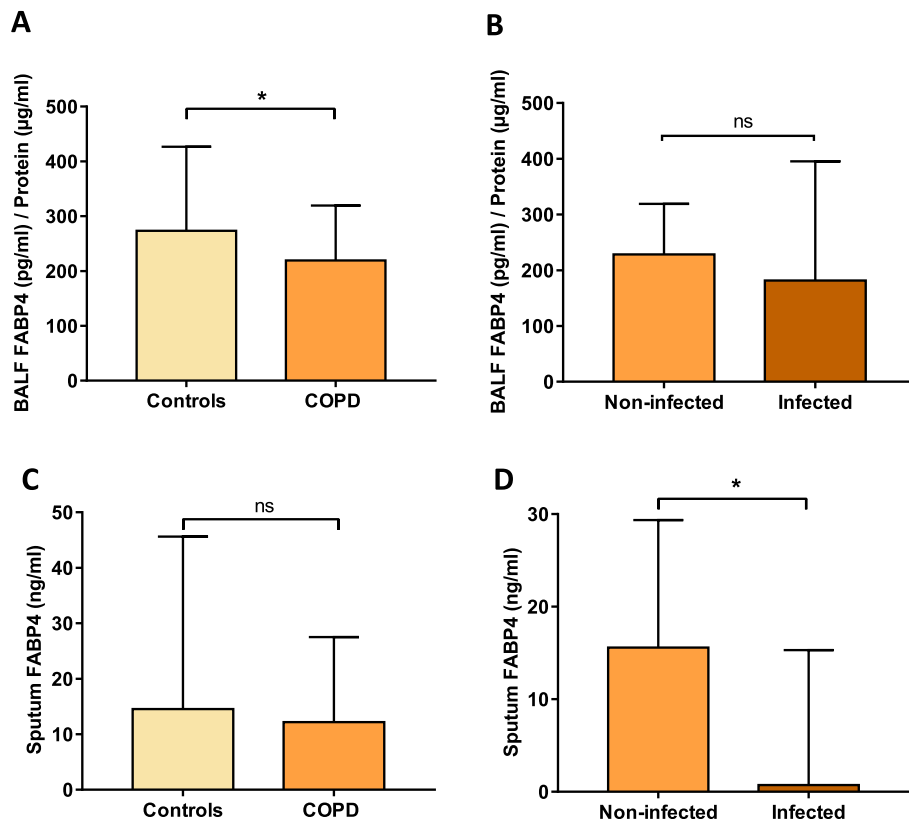 A
BALF FABP4 (pg/ml) / Protein (μg/ml)
500
400
300
200
100
0
*
Controls
COPD
B
BALF FABP4 (pg/ml) / Protein (μg/ml)
500
400
300
200
100
0
ns
Non-infected
Infected
C
Sputum FABP4 (ng/ml)
50
40
30
20
10
0
ns
Controls
COPD
D
Sputum FABP4 (ng/ml)
30
20
10
0
*
Non-infected
Infected